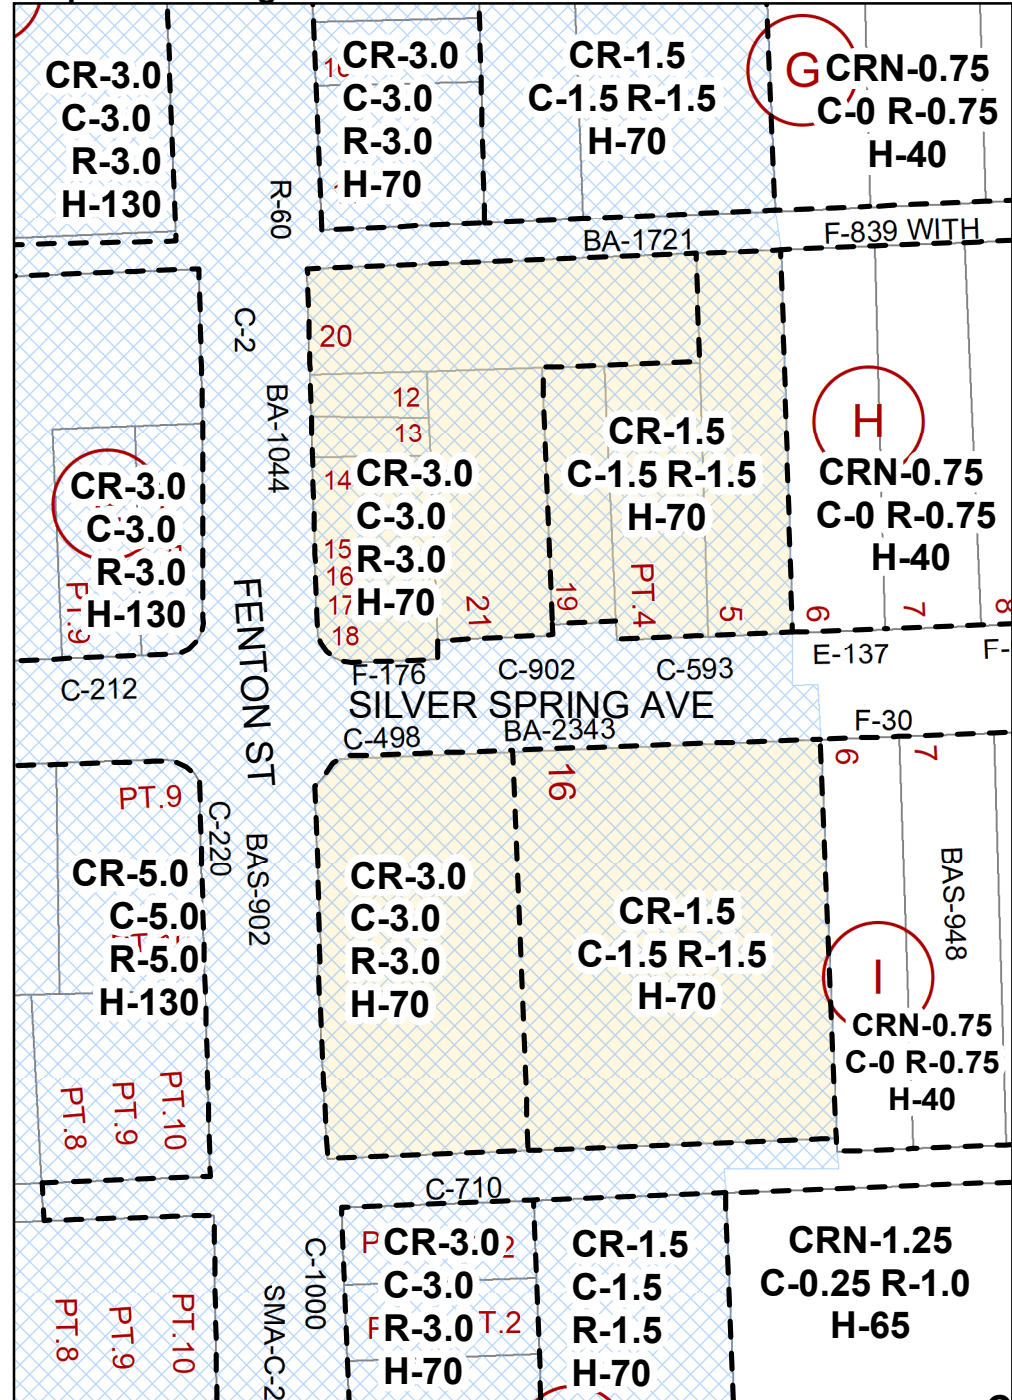 CR-3.0
C-3.0
R-3.0
H-130
CR-3.0
C-3.0
R-3.0
H-70
CR-1.5
C-1.5 R-1.5
H-70
G
CRN-0.75
C-0 R-0.75
H-40
R-60
BA-1721
F-839 WITH
C-2
BA-1044
20
12
13
14
15
16
17
18
CR-3.0
C-3.0
R-3.0
H-70
21
19
PT.4
5
CR-1.5
C-1.5 R-1.5
H-70
H
CRN-0.75
C-0 R-0.75
H-40
6
7
8
CR-3.0
C-3.0
R-3.0
H-130
PT.9
C-212
FENTON ST
F-176
C-902
C-593
E-137
F-
SILVER SPRING AVE
C-498
BA-2343
F-30
PT.9
C-220
BAS-902
CR-5.0
C-5.0
R-5.0
H-130
PT.8
PT.9
PT.10
16
CR-3.0
C-3.0
R-3.0
H-70
CR-1.5
C-1.5 R-1.5
H-70
6
7
BAS-948
I
CRN-0.75
C-0 R-0.75
H-40
C-710
C-1000
SMA-C-2
PT.8
PT.9
PT.10
CR-3.0
C-3.0
R-3.0
H-70
T.2
CR-1.5
C-1.5
R-1.5
H-70
CRN-1.25
C-0.25 R-1.0
H-65